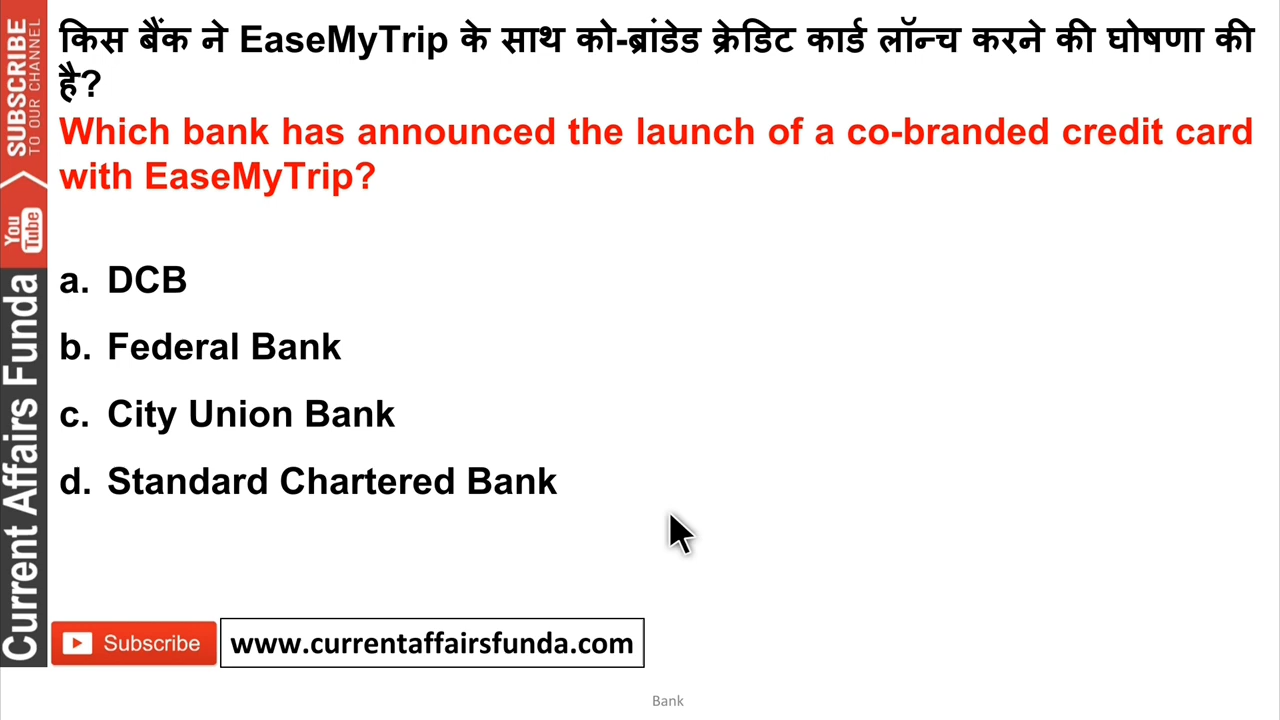 किस बैंक ने EaseMyTrip के साथ को-ब्रांडेड क्रेडिट कार्ड लॉन्च करने की घोषणा की
है?
Which bank has announced the launch of a co-branded credit card
with EaseMyTrip?
a. DCB
b. Federal Bank
c. City Union Bank
d. Standard Chartered Bank
SUBSCRIBE
TO OUR CHANNEL
You
Tube
Current Affairs Funda
Subscribe
www.currentaffairsfunda.com
Bank